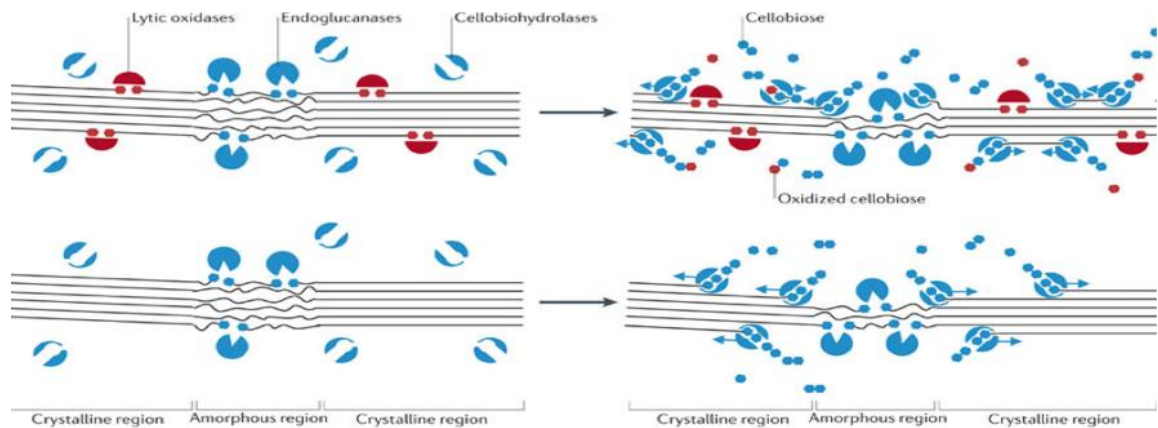 Lytic oxidases
Endoglucanases
Cellobiohydrolases
Cellobiose
Oxidized cellobiose
Crystalline region
Amorphous region
Crystalline region
Crystalline region
Amorphous region
Crystalline region